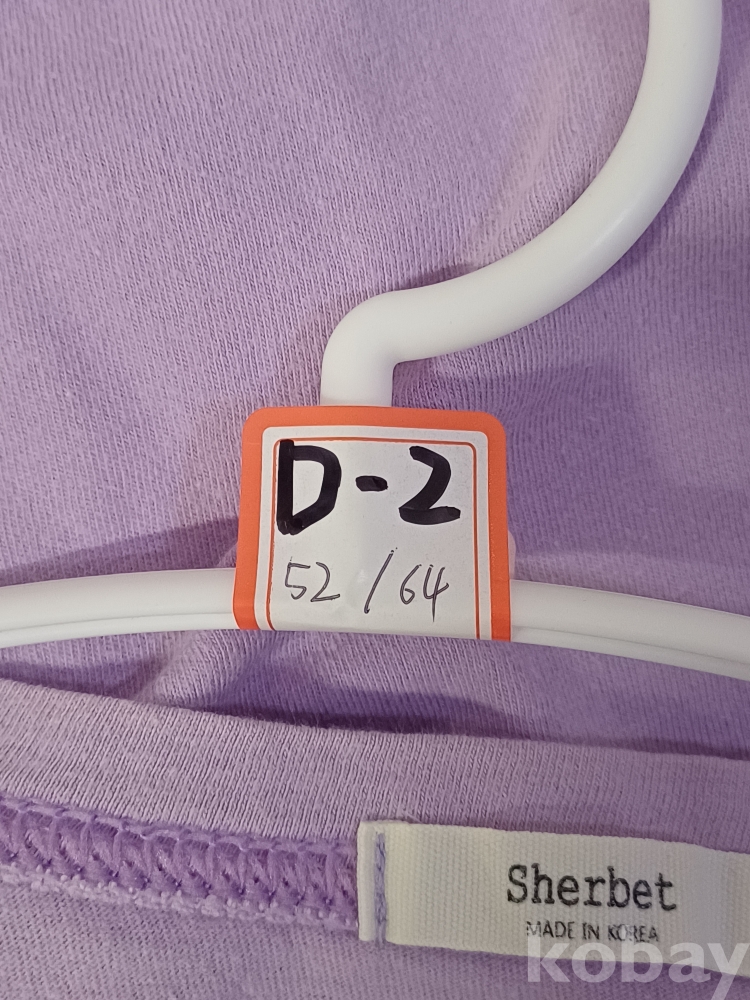 D-2
52 / 64
Sherbet
MADE IN KOREA
kobay